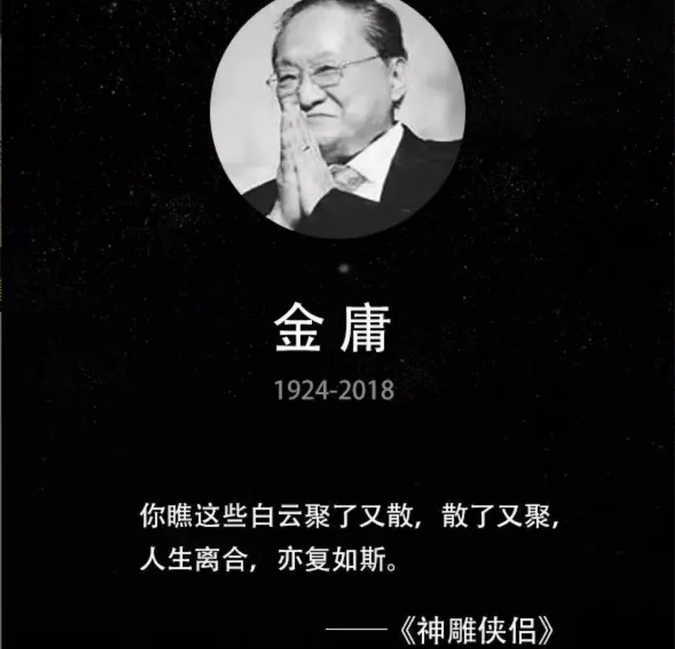 金庸
1924-2018
你瞧这些白云聚了又散，散了又聚，
人生离合，亦复如斯。
——《神雕侠侣》